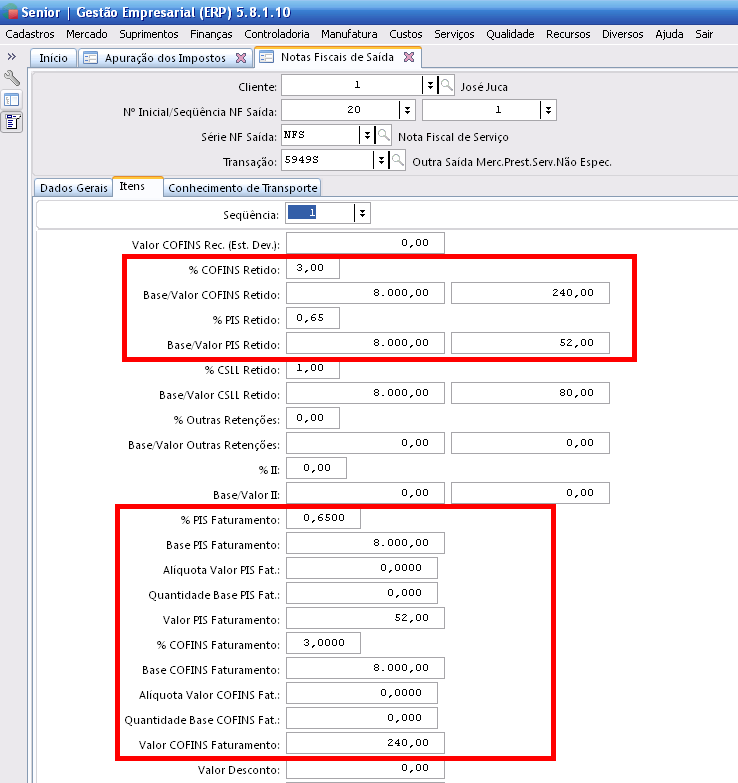 Senior | Gestão Empresarial (ERP) 5.8.1.10
Cadastros Mercado Suprimentos Finanças Controladoria Manufatura Custos Serviços Qualidade Recursos Diversos Ajuda Sair
Início Apuração dos Impostos Notas Fiscais de Saída
Cliente: 1 José Juca
Nº Inicial/Seqüência NF Saída: 20 1
Série NF Saída: NFS Nota Fiscal de Serviço
Transação: 5949S Outra Saída Merc.Prest.Serv.Não Espec.
Dados Gerais Itens Conhecimento de Transporte
Seqüência: 1
Valor COFINS Rec. (Est. Dev.): 0,00
% COFINS Retido: 3,00
Base/Valor COFINS Retido: 8.000,00 240,00
% PIS Retido: 0,65
Base/Valor PIS Retido: 8.000,00 52,00
% CSLL Retido: 1,00
Base/Valor CSLL Retido: 8.000,00 80,00
% Outras Retenções: 0,00
Base/Valor Outras Retenções: 0,00 0,00
% II: 0,00
Base/Valor II: 0,00 0,00
% PIS Faturamento: 0,6500
Base PIS Faturamento: 8.000,00
Alíquota Valor PIS Fat.: 0,0000
Quantidade Base PIS Fat.: 0,000
Valor PIS Faturamento: 52,00
% COFINS Faturamento: 3,0000
Base COFINS Faturamento: 8.000,00
Alíquota Valor COFINS Fat.: 0,0000
Quantidade Base COFINS Fat.: 0,000
Valor COFINS Faturamento: 240,00
Valor Desconto: 0,00